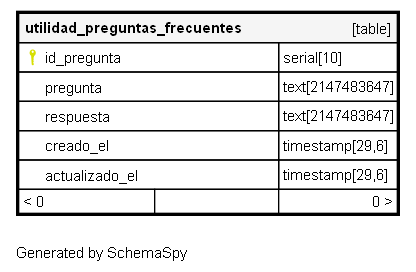 utilidad_preguntas_frecuentes [table]
id_pregunta serial[10]
pregunta text[2147483647]
respuesta text[2147483647]
creado_el timestamp[29,6]
actualizado_el timestamp[29,6]
< 0 0 >
Generated by SchemaSpy